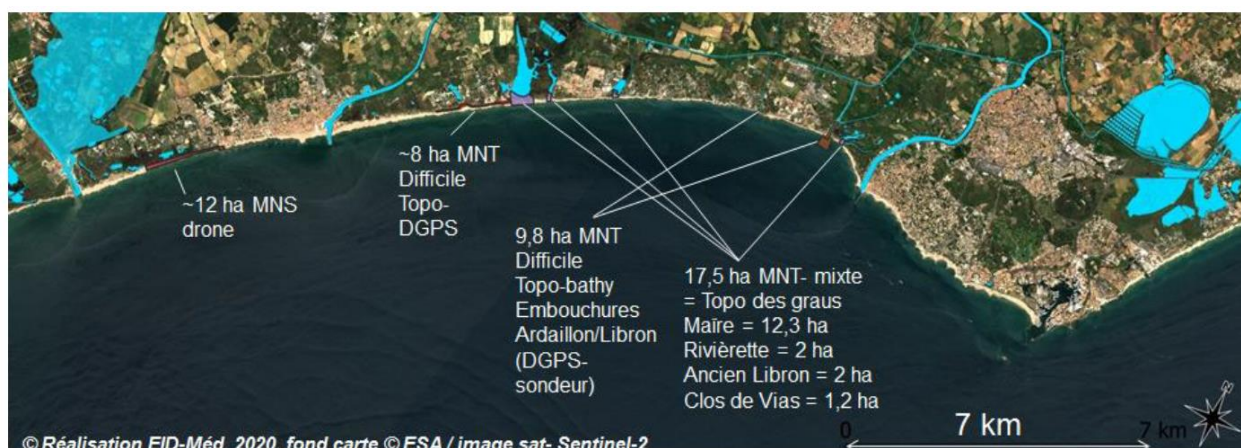 ~12 ha MNS
drone
~8 ha MNT
Difficile
Topo-
DGPS
9,8 ha MNT
Difficile
Topo-bathy
Embouchures
Ardaillon/Libron
(DGPS-
sondeur)
17,5 ha MNT- mixte
= Topo des graus
Maîre = 12,3 ha
Rivièrette = 2 ha
Ancien Libron = 2 ha
Clos de Vias = 1,2 ha
0 7 km 7 km
© Réalisation EID-Méd, 2020, fond carte © ESA / image sat- Sentinel-2